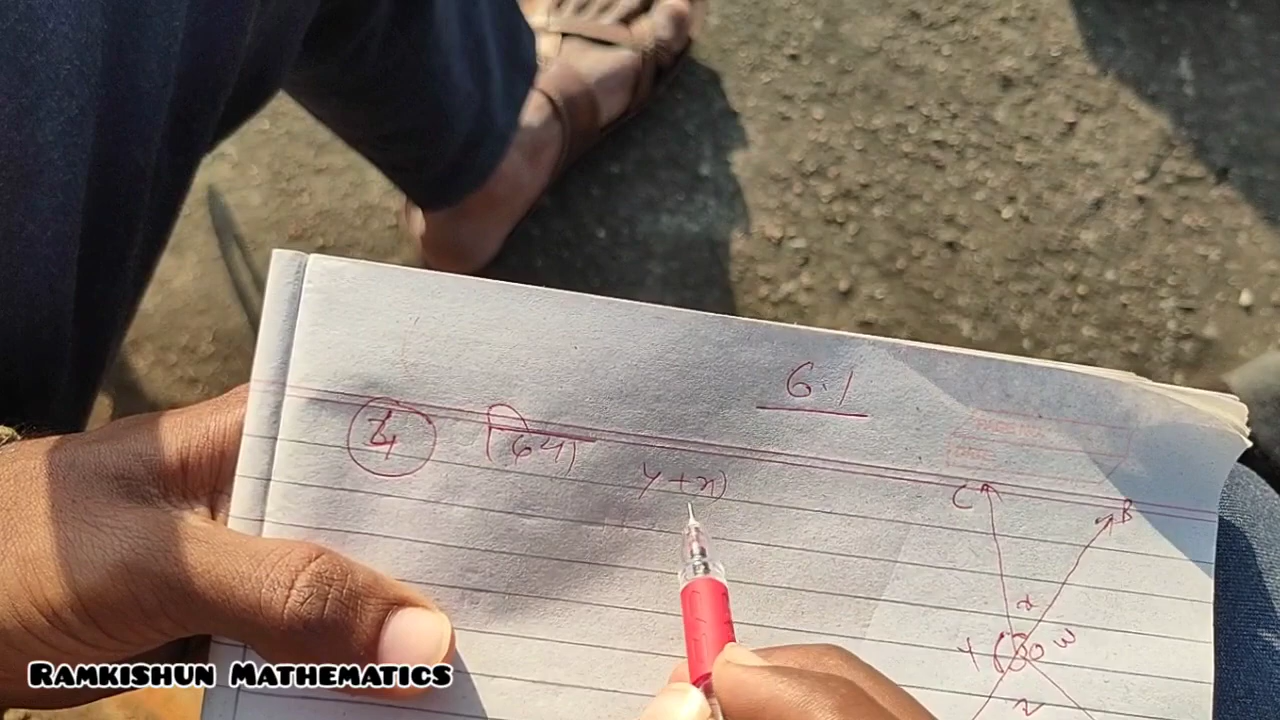 6.1
4 दिया
y + x
C B
x
y w
z
RAMKISHUN MATHEMATICS